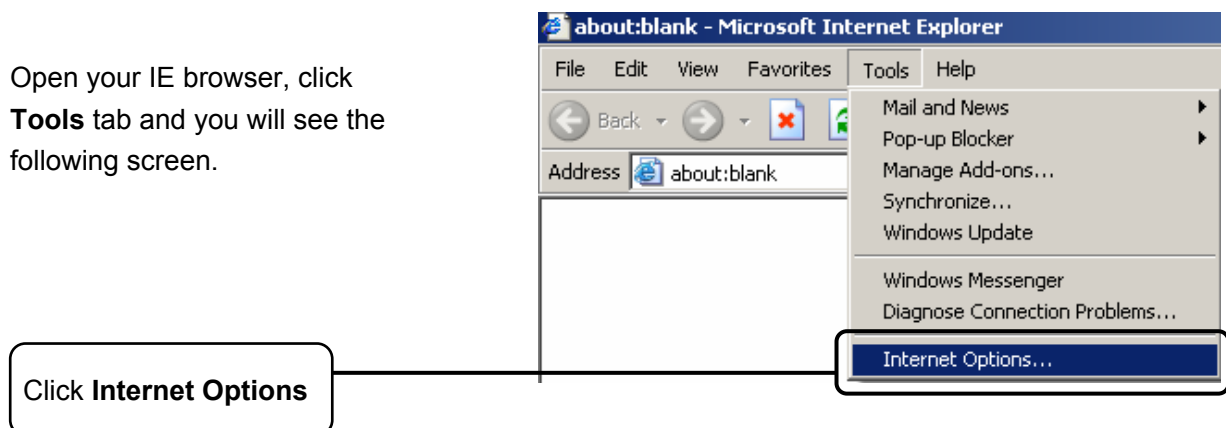 about:blank - Microsoft Internet Explorer
Open your IE browser, click
Tools tab and you will see the
following screen.
File Edit View Favorites Tools Help
Back
Address about:blank
Mail and News
Pop-up Blocker
Manage Add-ons...
Synchronize...
Windows Update
Windows Messenger
Diagnose Connection Problems...
Internet Options...
Click Internet Options